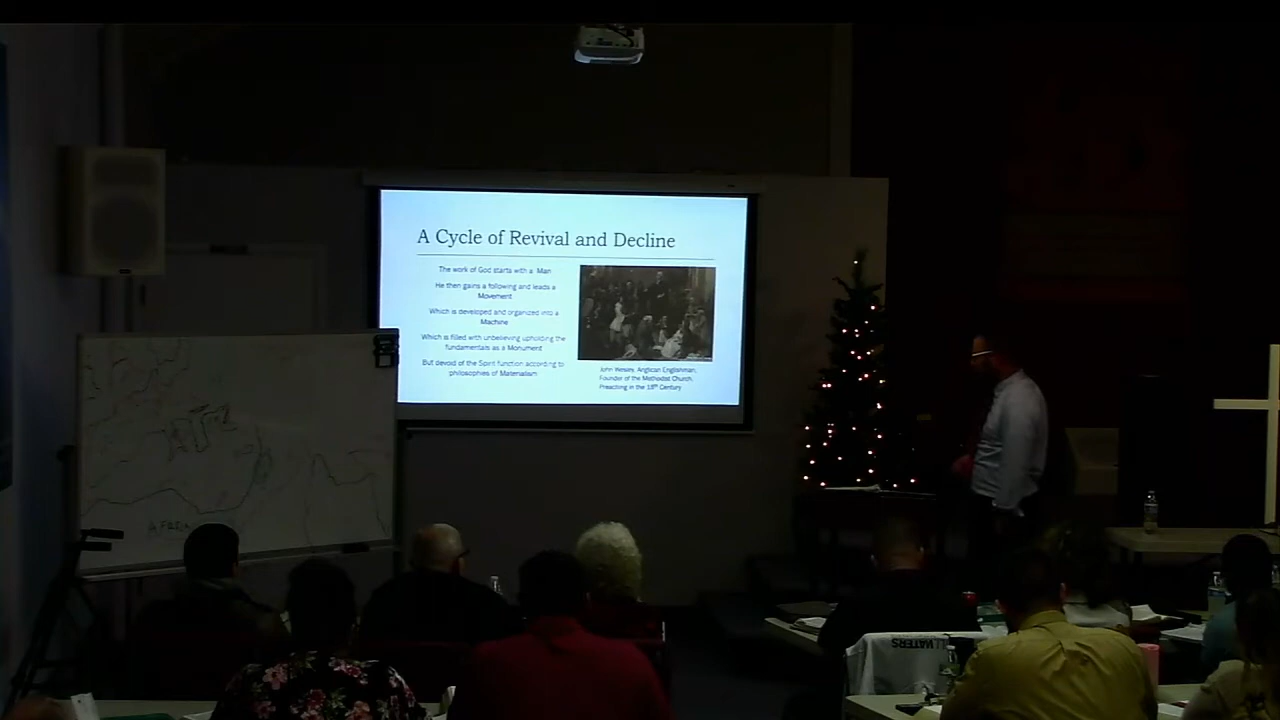 A Cycle of Revival and Decline
The work of God starts with a Man
He then gains a following and leads a
Movement
Which is developed and organized into a
Machine
Which is filled with unbelieving upholding the
fundamentals as a Monument
But devoid of the Spirit function according to
philosophies of Materialism
John Wesley, Anglican Englishman,
Founder of the Methodist Church,
Preaching in the 18th Century